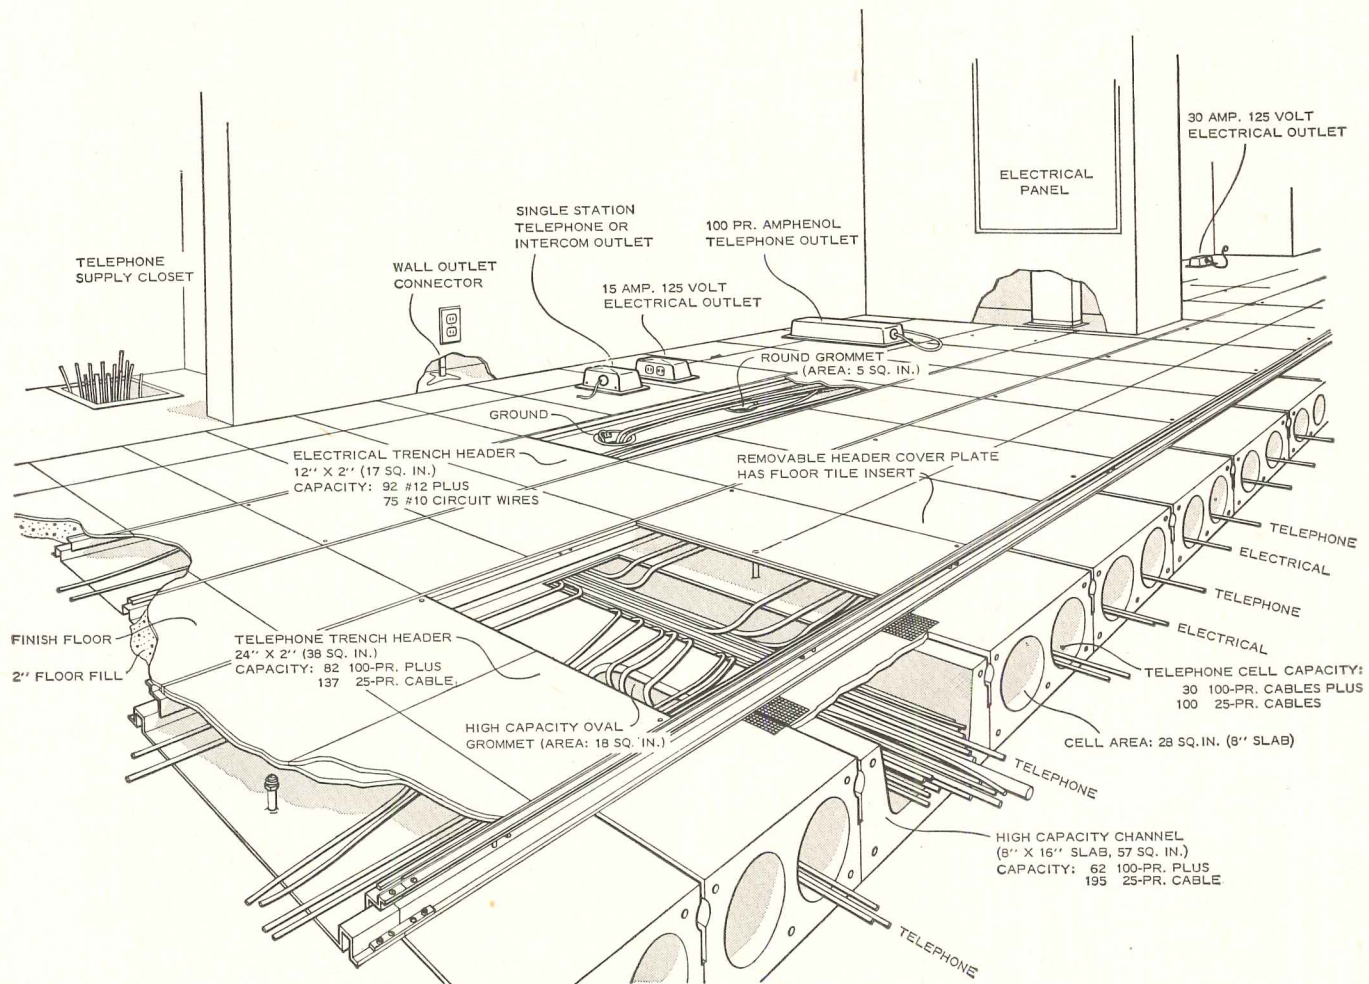 30 AMP. 125 VOLT
ELECTRICAL OUTLET
ELECTRICAL
PANEL
SINGLE STATION
TELEPHONE OR
INTERCOM OUTLET
100 PR. AMPHENOL
TELEPHONE OUTLET
TELEPHONE
SUPPLY CLOSET
WALL OUTLET
CONNECTOR
15 AMP. 125 VOLT
ELECTRICAL OUTLET
ROUND GROMMET
(AREA: 5 SQ. IN.)
GROUND
ELECTRICAL TRENCH HEADER
12'' X 2'' (17 SQ. IN.)
CAPACITY: 92 #12 PLUS
75 #10 CIRCUIT WIRES
REMOVABLE HEADER COVER PLATE
HAS FLOOR TILE INSERT
TELEPHONE
ELECTRICAL
TELEPHONE
ELECTRICAL
FINISH FLOOR
2'' FLOOR FILL
TELEPHONE TRENCH HEADER
24'' X 2'' (38 SQ. IN.)
CAPACITY: 82 100-PR. PLUS
137 25-PR. CABLE
TELEPHONE CELL CAPACITY:
30 100-PR. CABLES PLUS
100 25-PR. CABLES
HIGH CAPACITY OVAL
GROMMET (AREA: 18 SQ. IN.)
CELL AREA: 28 SQ. IN. (8'' SLAB)
TELEPHONE
HIGH CAPACITY CHANNEL
(8'' X 16'' SLAB, 57 SQ. IN.)
CAPACITY: 62 100-PR. PLUS
195 25-PR. CABLE
TELEPHONE